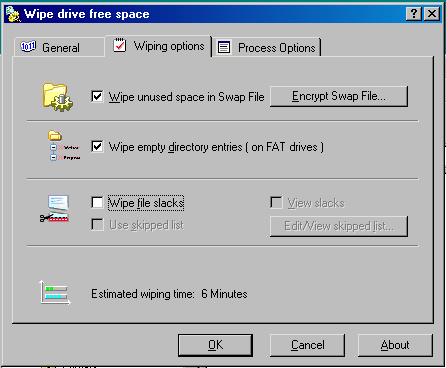 Wipe drive free space
General
Wiping options
Process Options
Wipe unused space in Swap File
Encrypt Swap File...
Wipe empty directory entries ( on FAT drives )
Wipe file slacks
View slacks
Use skipped list
Edit/View skipped list...
Estimated wiping time: 6 Minutes
OK
Cancel
About